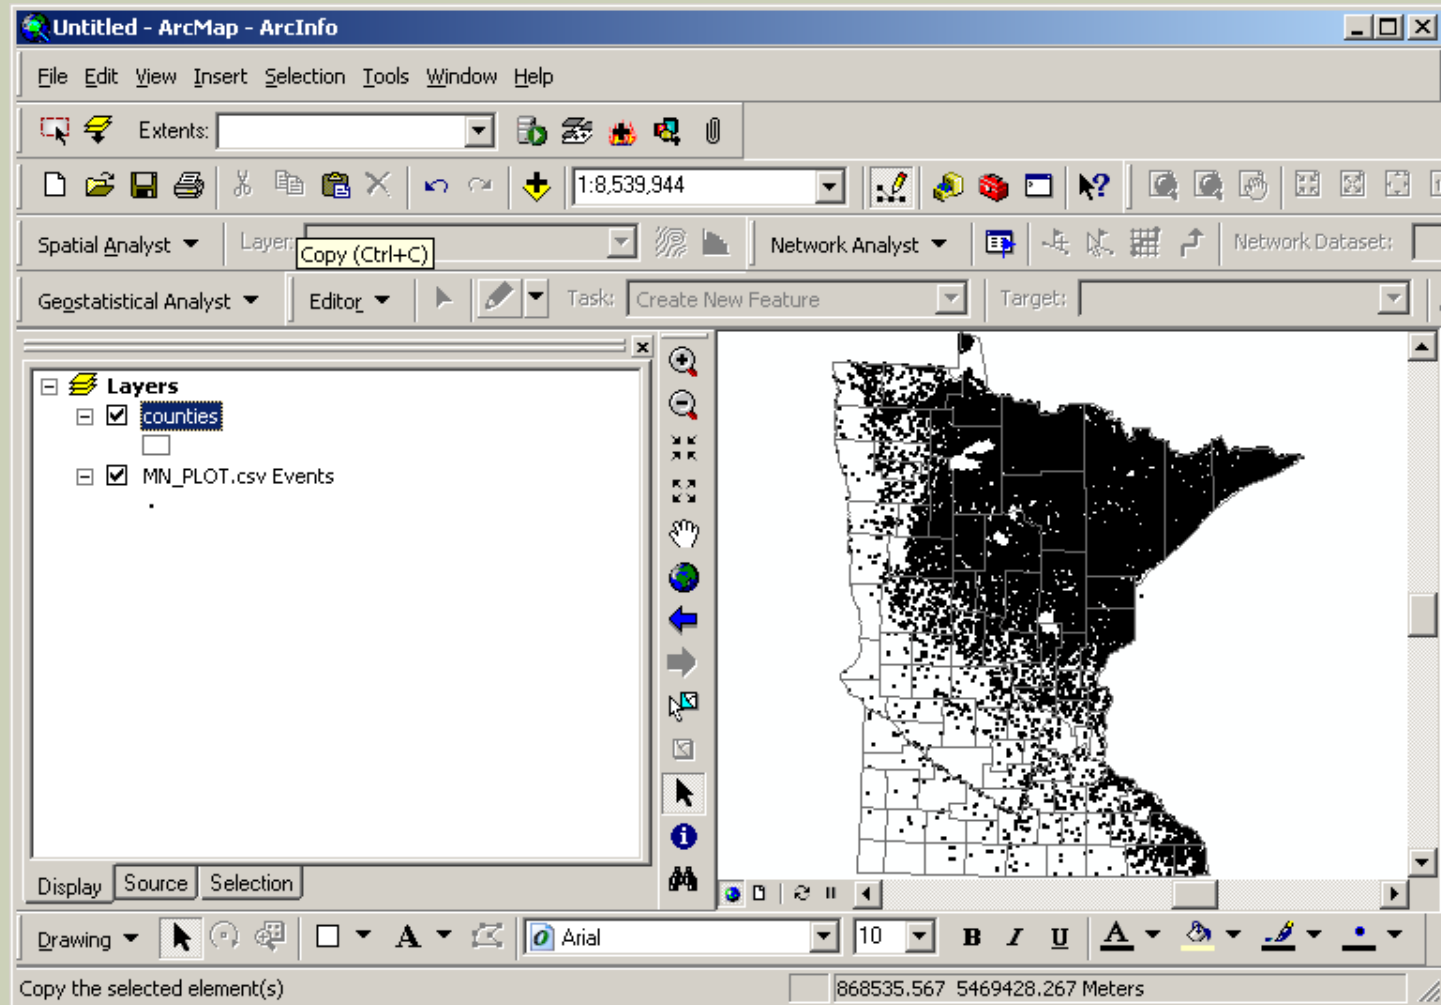 Untitled - ArcMap - ArcInfo
File Edit View Insert Selection Tools Window Help
Extents:
1:8,539,944
Spatial Analyst Layer: Network Analyst Network Dataset:
Copy (Ctrl+C)
Geostatistical Analyst Editor Task: Create New Feature Target:
Layers
counties
MN_PLOT.csv Events
Display Source Selection
Drawing A Arial 10 B I U A
Copy the selected element(s) 868535.567 5469428.267 Meters